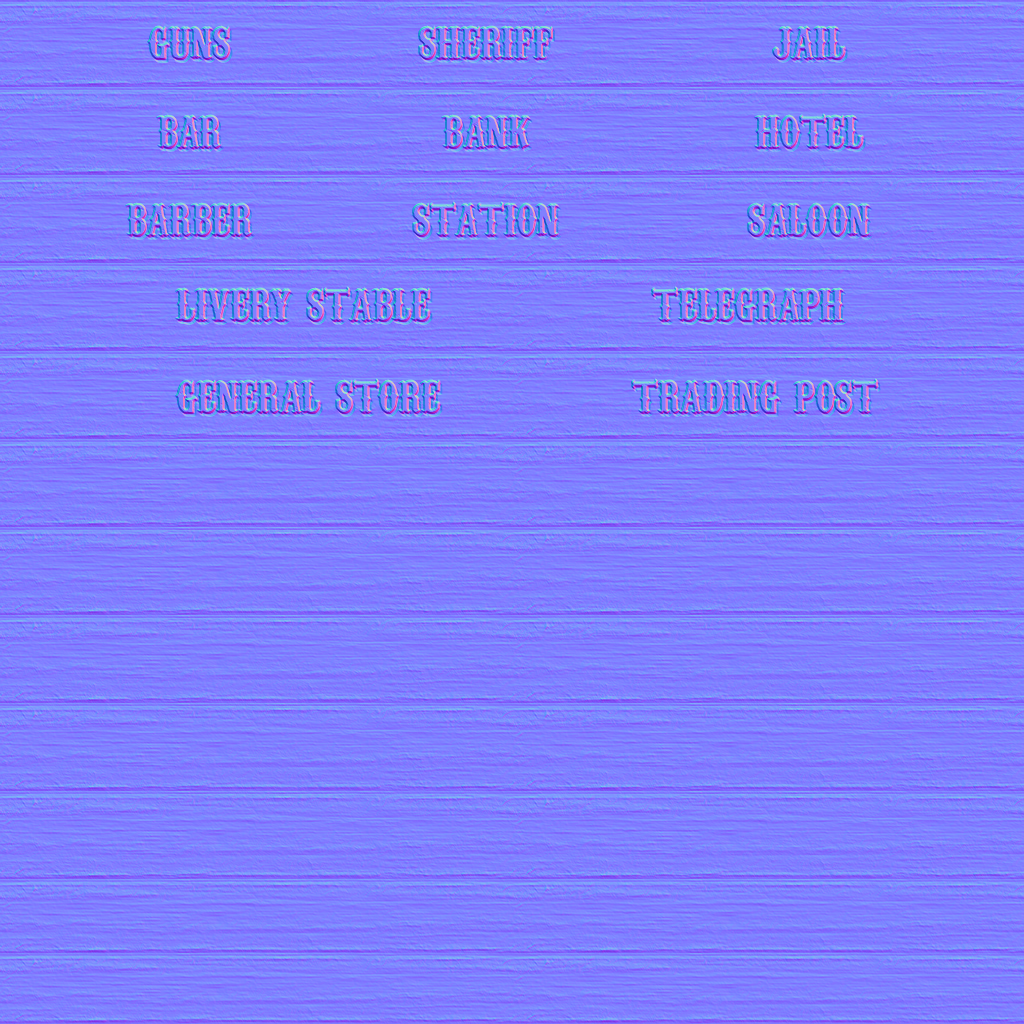 GUNS SHERIFF JAIL
BAR BANK HOTEL
BARBER STATION SALOON
LIVERY STABLE TELEGRAPH
GENERAL STORE TRADING POST